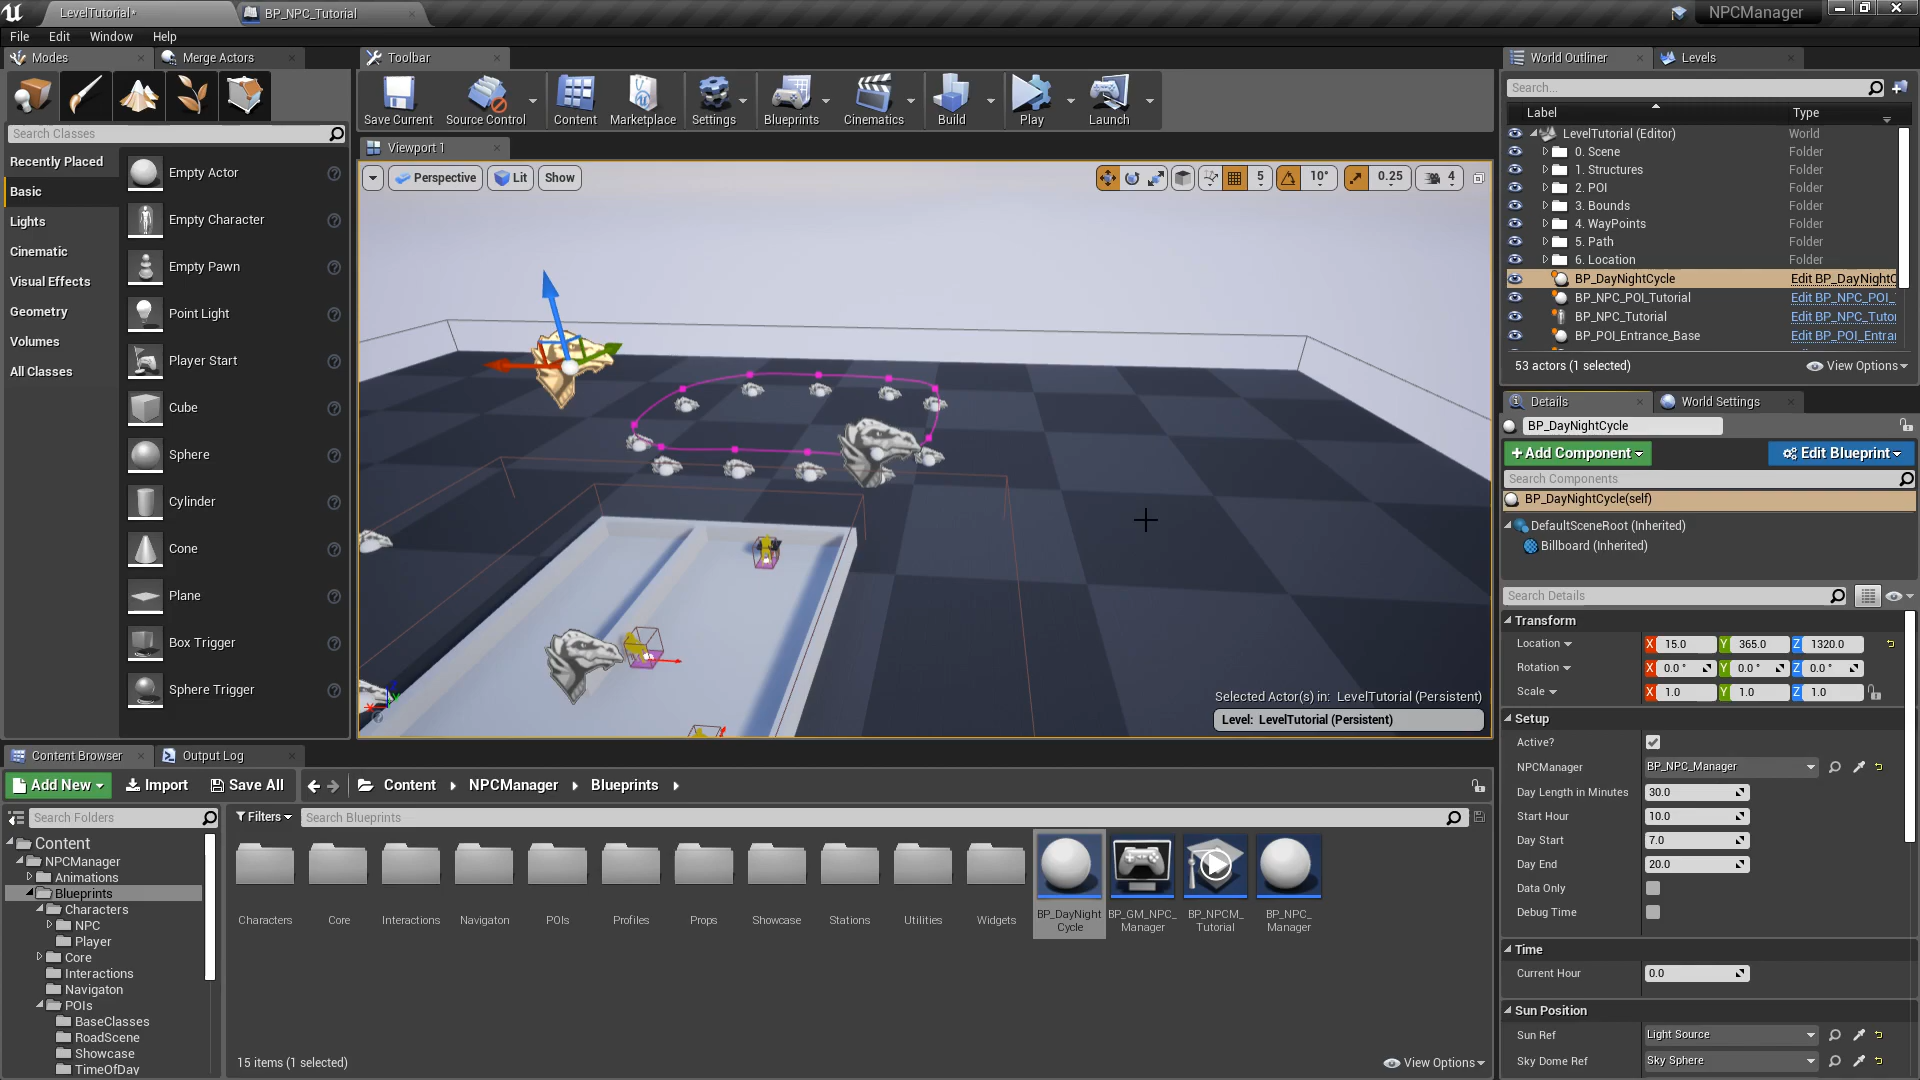 LevelTutorial*
BP_NPC_Tutorial
NPCManager
File
Edit
Window
Help
Modes
Merge Actors
Toolbar
World Outliner
Levels
Save Current
Source Control
Content
Marketplace
Settings
Blueprints
Cinematics
Build
Play
Launch
Search Classes
Recently Placed
Basic
Lights
Cinematic
Visual Effects
Geometry
Volumes
All Classes
Empty Actor
Empty Character
Empty Pawn
Point Light
Player Start
Cube
Sphere
Cylinder
Cone
Plane
Box Trigger
Sphere Trigger
Viewport 1
Perspective
Lit
Show
5
10°
0.25
4
Selected Actor(s) in: LevelTutorial (Persistent)
Level: LevelTutorial (Persistent)
Search...
Label
Type
LevelTutorial (Editor) World
0. Scene Folder
1. Structures Folder
2. POI Folder
3. Bounds Folder
4. WayPoints Folder
5. Path Folder
6. Location Folder
BP_DayNightCycle Edit BP_DayNightC
BP_NPC_POI_Tutorial Edit BP_NPC_POI_
BP_NPC_Tutorial Edit BP_NPC_Tutor
BP_POI_Entrance_Base Edit BP_POI_Entra
53 actors (1 selected)
View Options
Details
World Settings
BP_DayNightCycle
+Add Component
Edit Blueprint
Search Components
BP_DayNightCycle(self)
DefaultSceneRoot (Inherited)
Billboard (Inherited)
Search Details
Transform
Location X 15.0 Y 365.0 Z 1320.0
Rotation X 0.0 ° Y 0.0 ° Z 0.0 °
Scale X 1.0 Y 1.0 Z 1.0
Setup
Active?
NPCManager BP_NPC_Manager
Day Length in Minutes 30.0
Start Hour 10.0
Day Start 7.0
Day End 20.0
Data Only
Debug Time
Time
Current Hour 0.0
Sun Position
Sun Ref Light Source
Sky Dome Ref Sky Sphere
Content Browser
Output Log
Add New
Import
Save All
Content
NPCManager
Blueprints
Search Folders
Filters
Search Blueprints
Content
NPCManager
Animations
Blueprints
Characters
NPC
Player
Core
Interactions
Navigaton
POIs
BaseClasses
RoadScene
Showcase
TimeOfDay
Characters
Core
Interactions
Navigaton
POIs
Profiles
Props
Showcase
Stations
Utilities
Widgets
BP_DayNight
Cycle
BP_GM_NPC_
Manager
BP_NPCM_
Tutorial
BP_NPC_
Manager
15 items (1 selected)
View Options